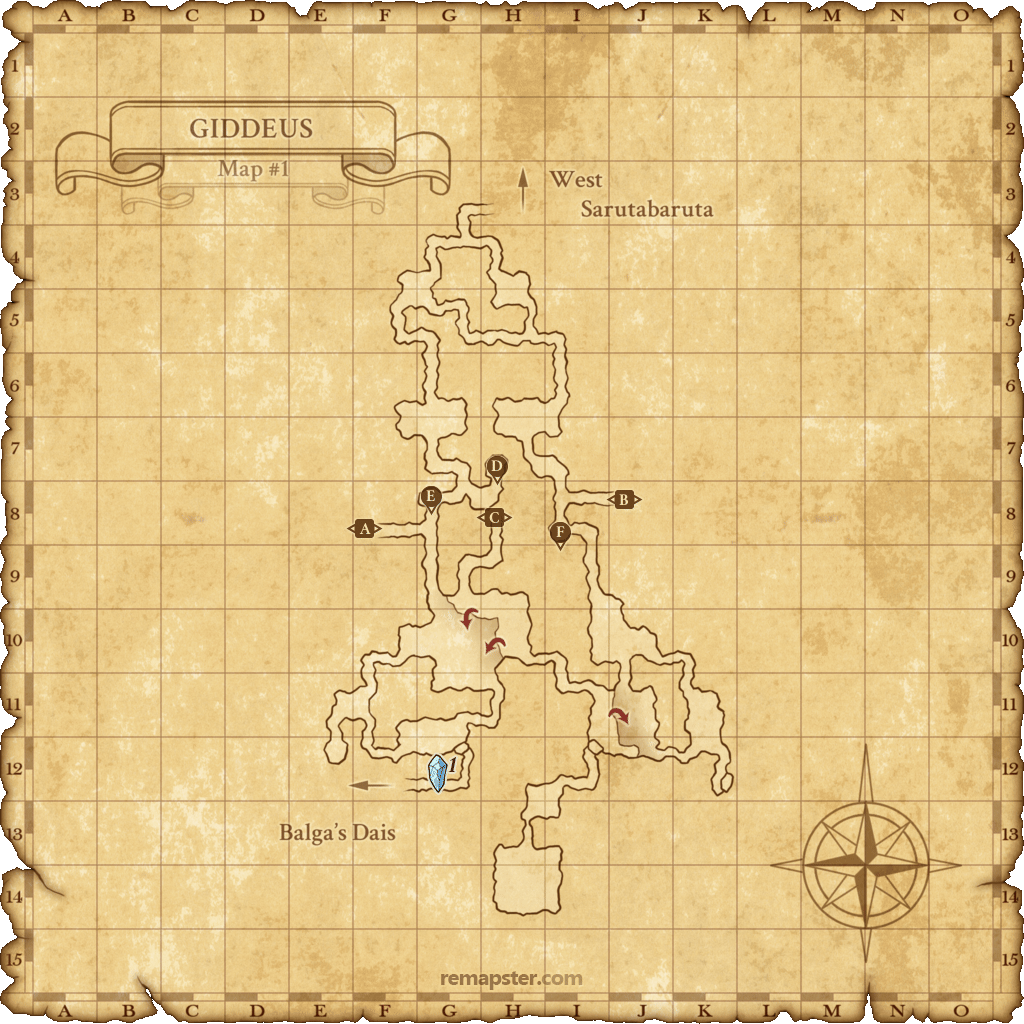 A B C D E F G H I J K L M N O
1 1
2 2
GIDDEUS
Map #1
3 3
West
Sarutabaruta
4 4
5 5
6 6
7 7
D
E
B
8 8
C
A
F
9 9
10 10
11 11
12 12
1
Balga's Dais
13 13
14 14
15 15
remapster.com
A B C D E F G H I J K L M N O